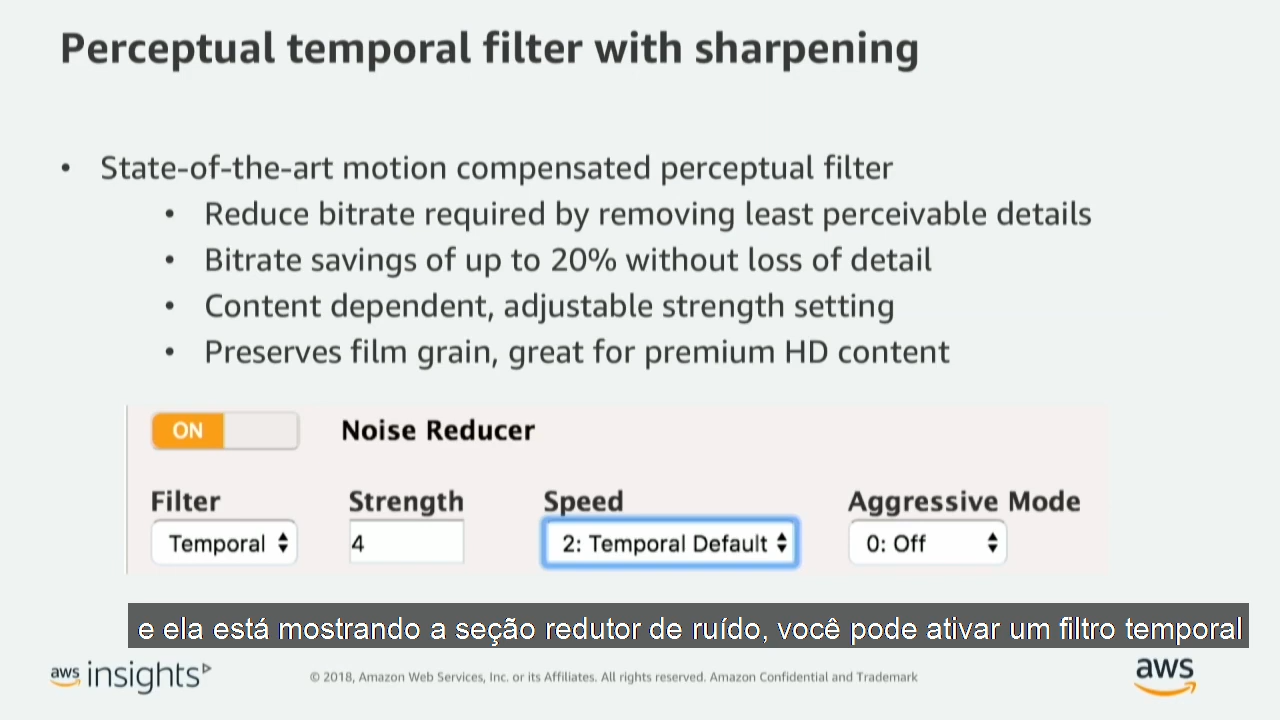 Perceptual temporal filter with sharpening
• State-of-the-art motion compensated perceptual filter
• Reduce bitrate required by removing least perceivable details
• Bitrate savings of up to 20% without loss of detail
• Content dependent, adjustable strength setting
• Preserves film grain, great for premium HD content
ON Noise Reducer
Filter Strength Speed Aggressive Mode
Temporal 4 2: Temporal Default 0: Off
e ela está mostrando a seção redutor de ruído, você pode ativar um filtro temporal
aws insights © 2018, Amazon Web Services, Inc. or its Affiliates. All rights reserved. Amazon Confidential and Trademark aws